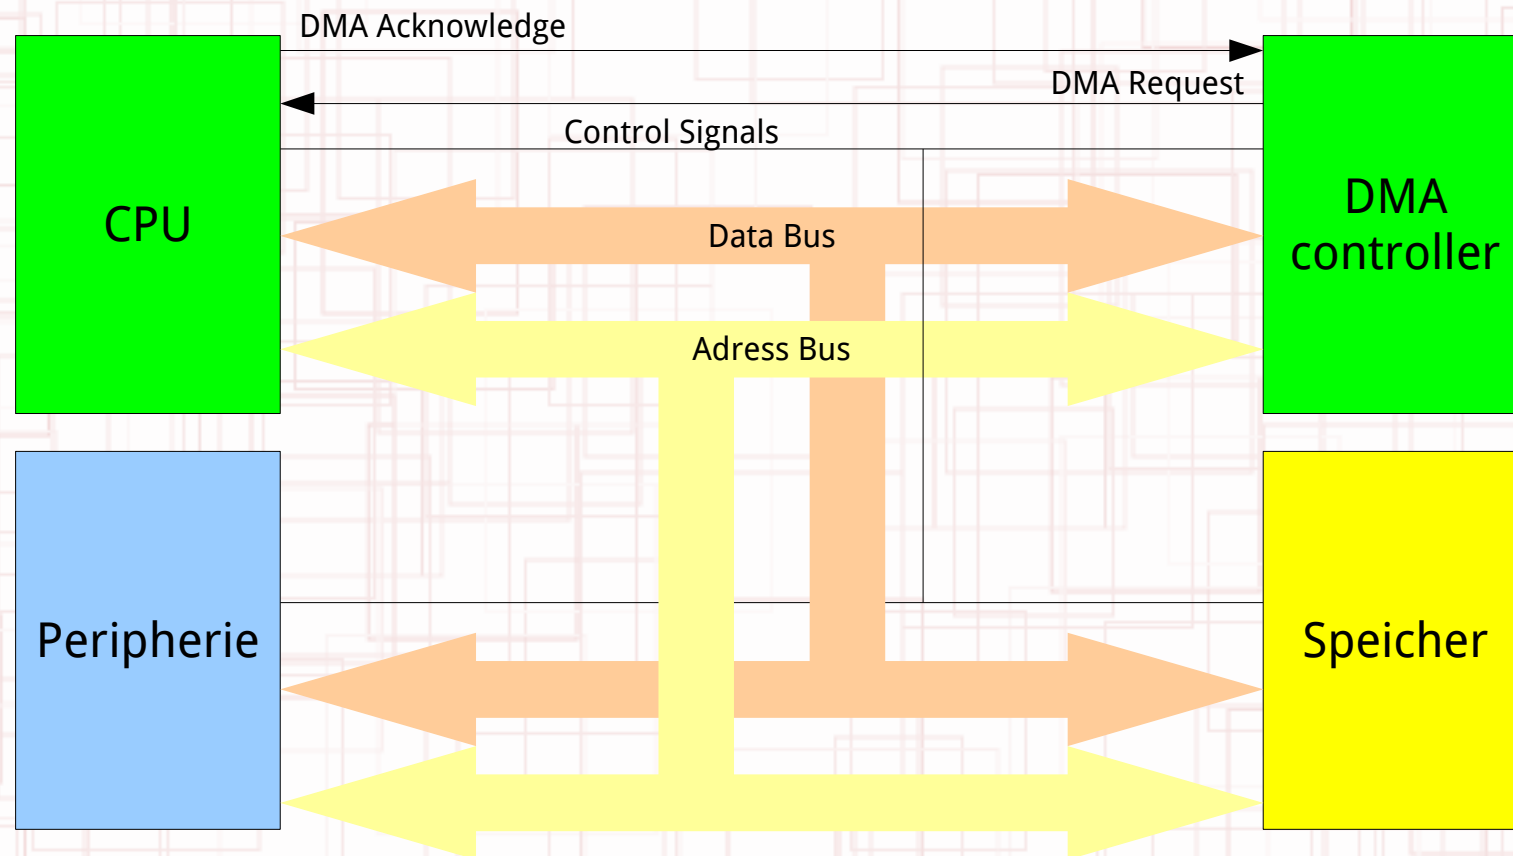 DMA Acknowledge
DMA Request
Control Signals
CPU
Data Bus
DMA
controller
Adress Bus
Peripherie
Speicher